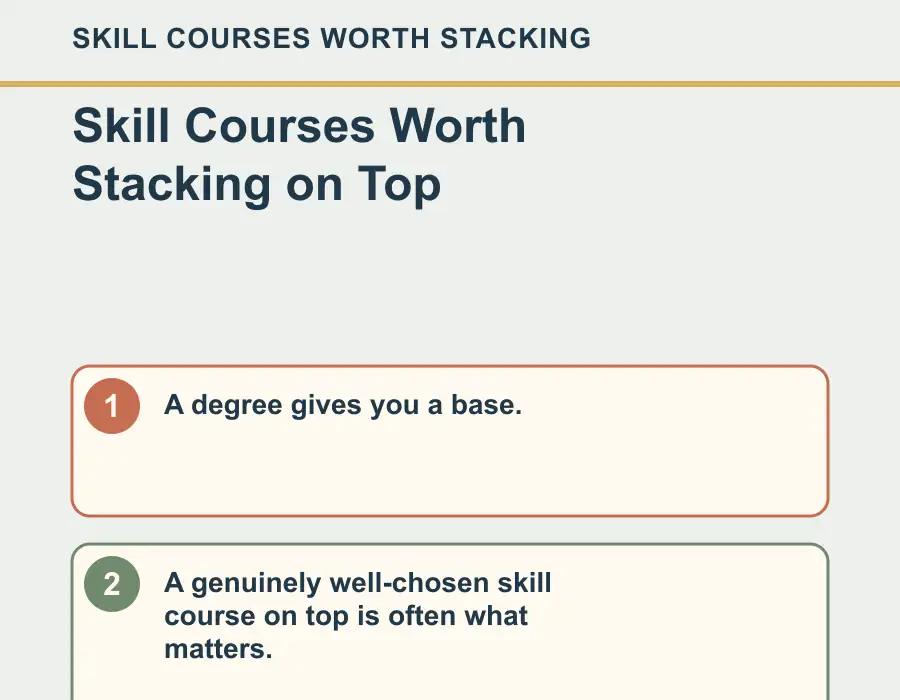 SKILL COURSES WORTH STACKING
Skill Courses Worth
Stacking on Top
1
A degree gives you a base.
2
A genuinely well-chosen skill
course on top is often what
matters.